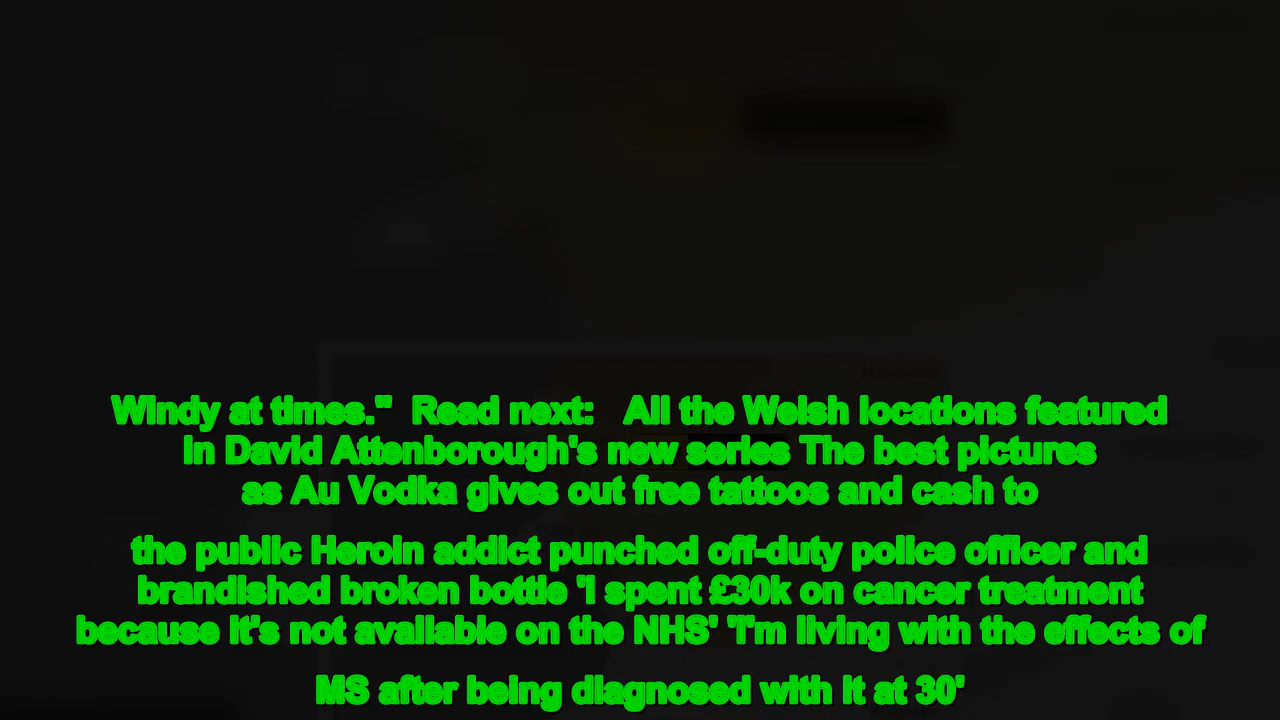 Windy at times."  Read next:   All the Welsh locations featured
in David Attenborough's new series The best pictures
as Au Vodka gives out free tattoos and cash to
the public Heroin addict punched off-duty police officer and
brandished broken bottle 'I spent £30k on cancer treatment
because it's not available on the NHS' 'I'm living with the effects of
MS after being diagnosed with it at 30'